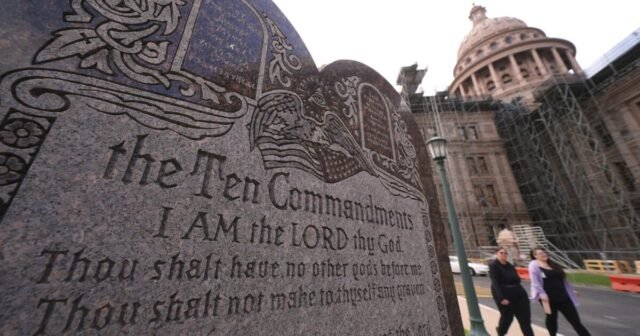 the Ten Commandments
I AM the LORD thy God.
Thou shalt have no other gods before me
Thou shalt not make to thyself any graven